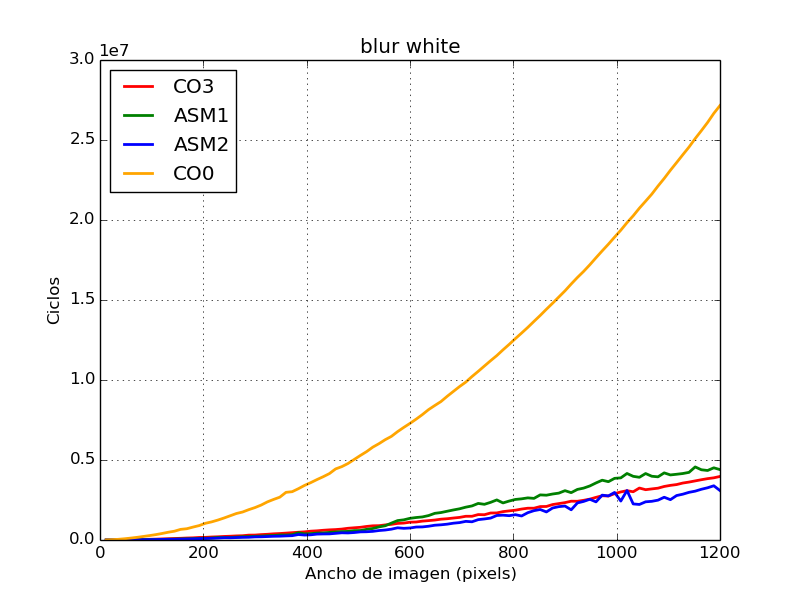 blur white
1e7
3.0
2.5
2.0
1.5
1.0
0.5
0.0
CO3
ASM1
ASM2
CO0
Ciclos
0 200 400 600 800 1000 1200
Ancho de imagen (pixels)